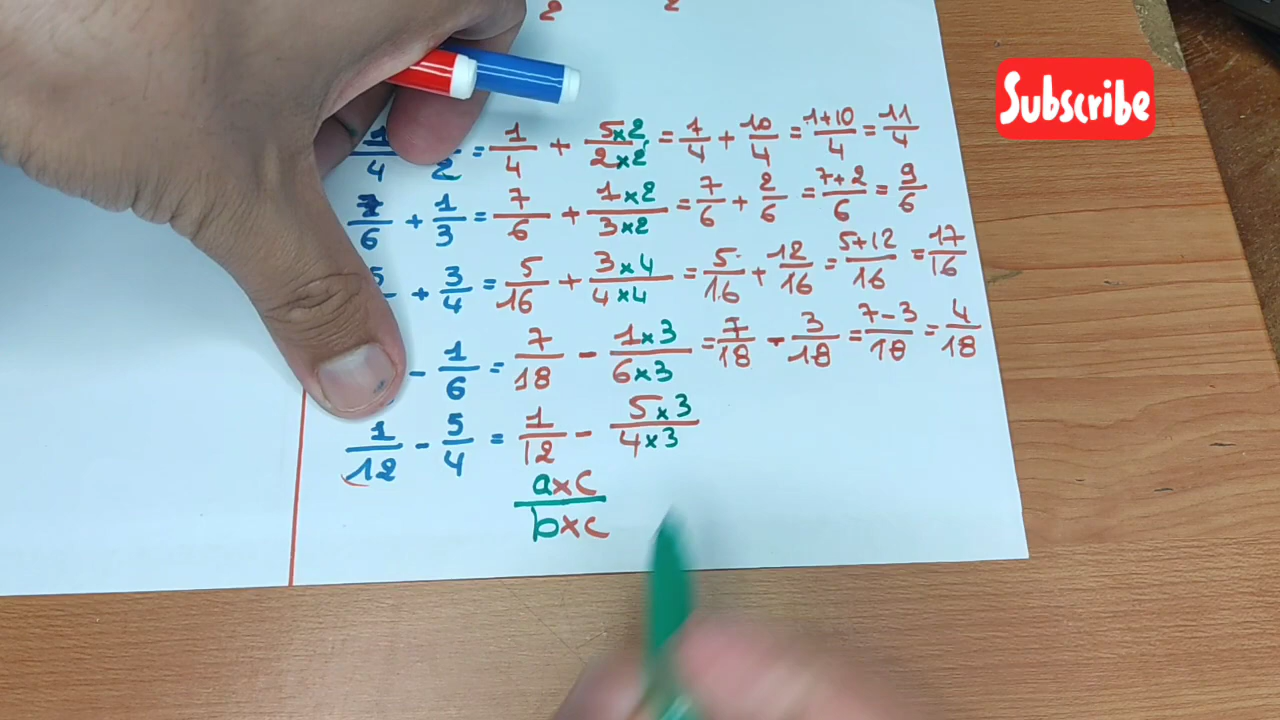 2 2
Subscribe
1/4 2 = 1/4 + 5×2/2×2 = 1/4 + 10/4 = 1+10/4 = 11/4
7/6 + 1/3 = 7/6 + 1×2/3×2 = 7/6 + 2/6 = 7+2/6 = 9/6
5 + 3/4 = 5/16 + 3×4/4×4 = 5/16 + 12/16 = 5+12/16 = 17/16
- 1/6 = 7/18 - 1×3/6×3 = 7/18 - 3/18 = 7-3/18 = 4/18
1/12 - 5/4 = 1/12 - 5×3/4×3
a×c/b×c